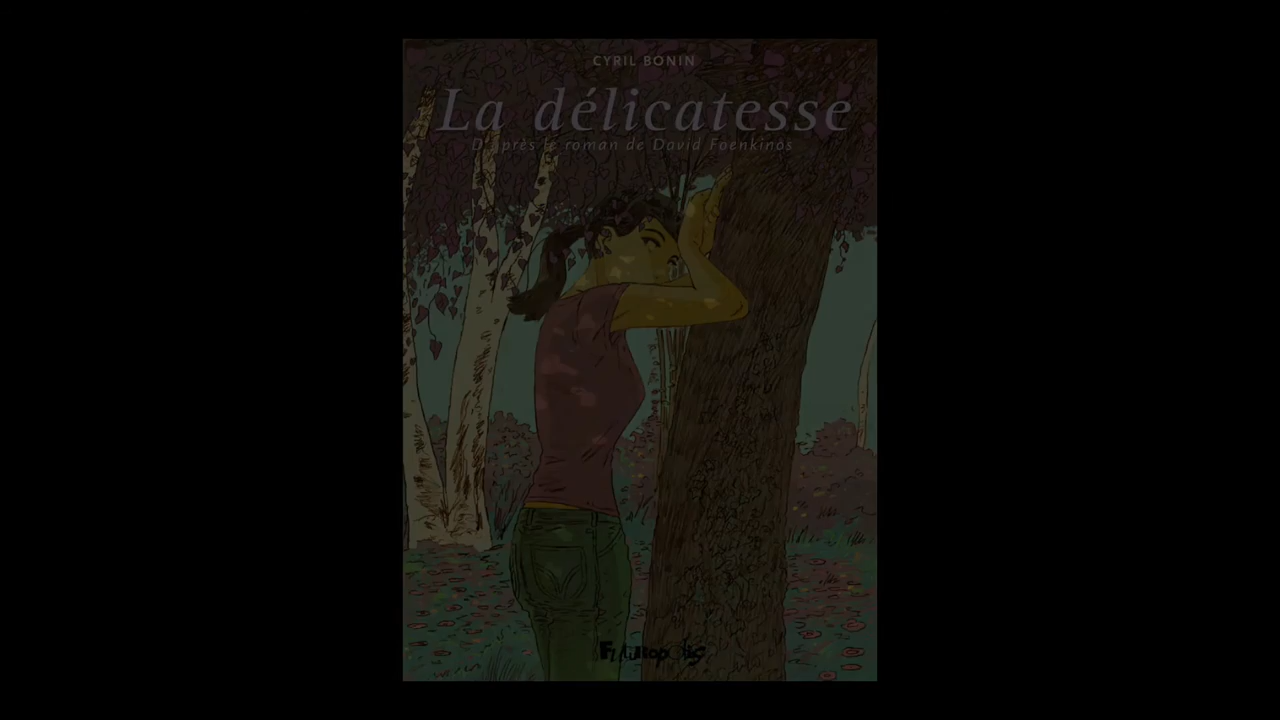 CYRIL BONIN
La délicatesse
D'après le roman de David Foenkinos
Futuropolis